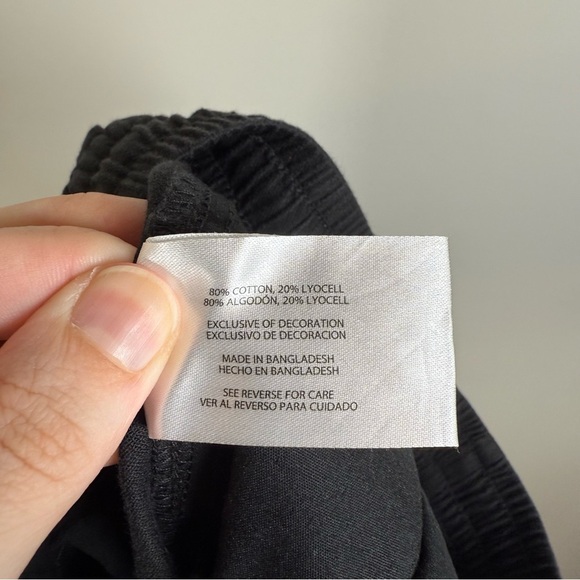 80% COTTON, 20% LYOCELL
80% ALGODÓN, 20% LYOCELL
EXCLUSIVE OF DECORATION
EXCLUSIVO DE DECORACION
MADE IN BANGLADESH
HECHO EN BANGLADESH
SEE REVERSE FOR CARE
VER AL REVERSO PARA CUIDADO